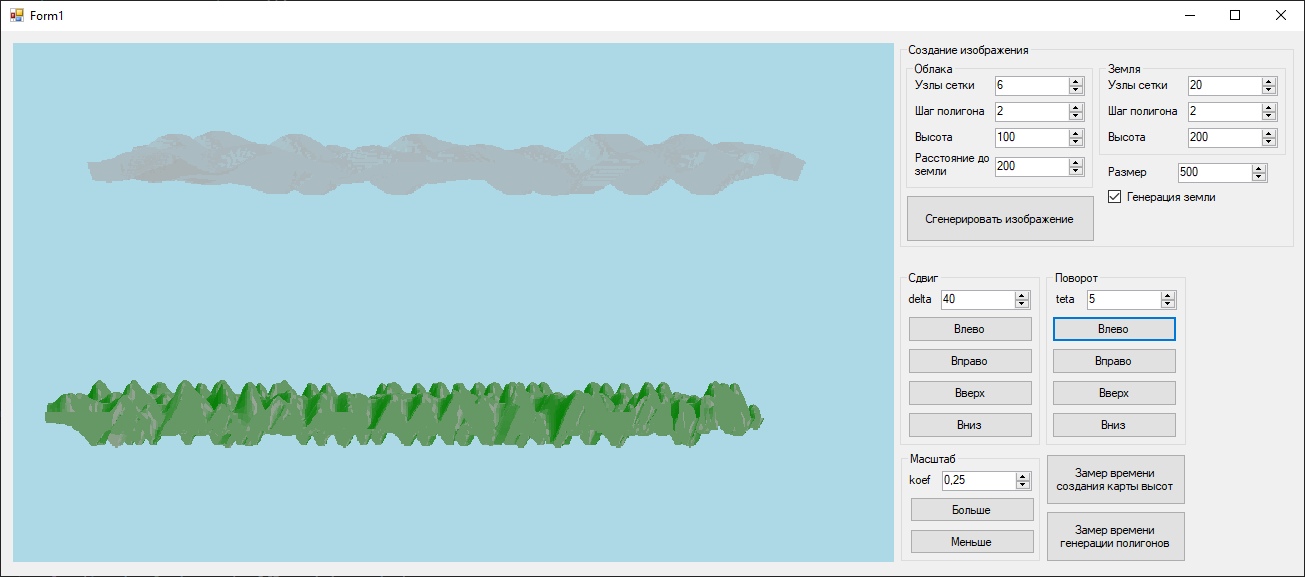 Form1
Создание изображения
Облака
Узлы сетки 6
Шаг полигона 2
Высота 100
Расстояние до
земли 200
Земля
Узлы сетки 20
Шаг полигона 2
Высота 200
Размер 500
Генерация земли
Сгенерировать изображение
Сдвиг
delta 40
Влево
Вправо
Вверх
Вниз
Поворот
teta 5
Влево
Вправо
Вверх
Вниз
Масштаб
koef 0,25
Больше
Меньше
Замер времени
создания карты высот
Замер времени
генерации полигонов